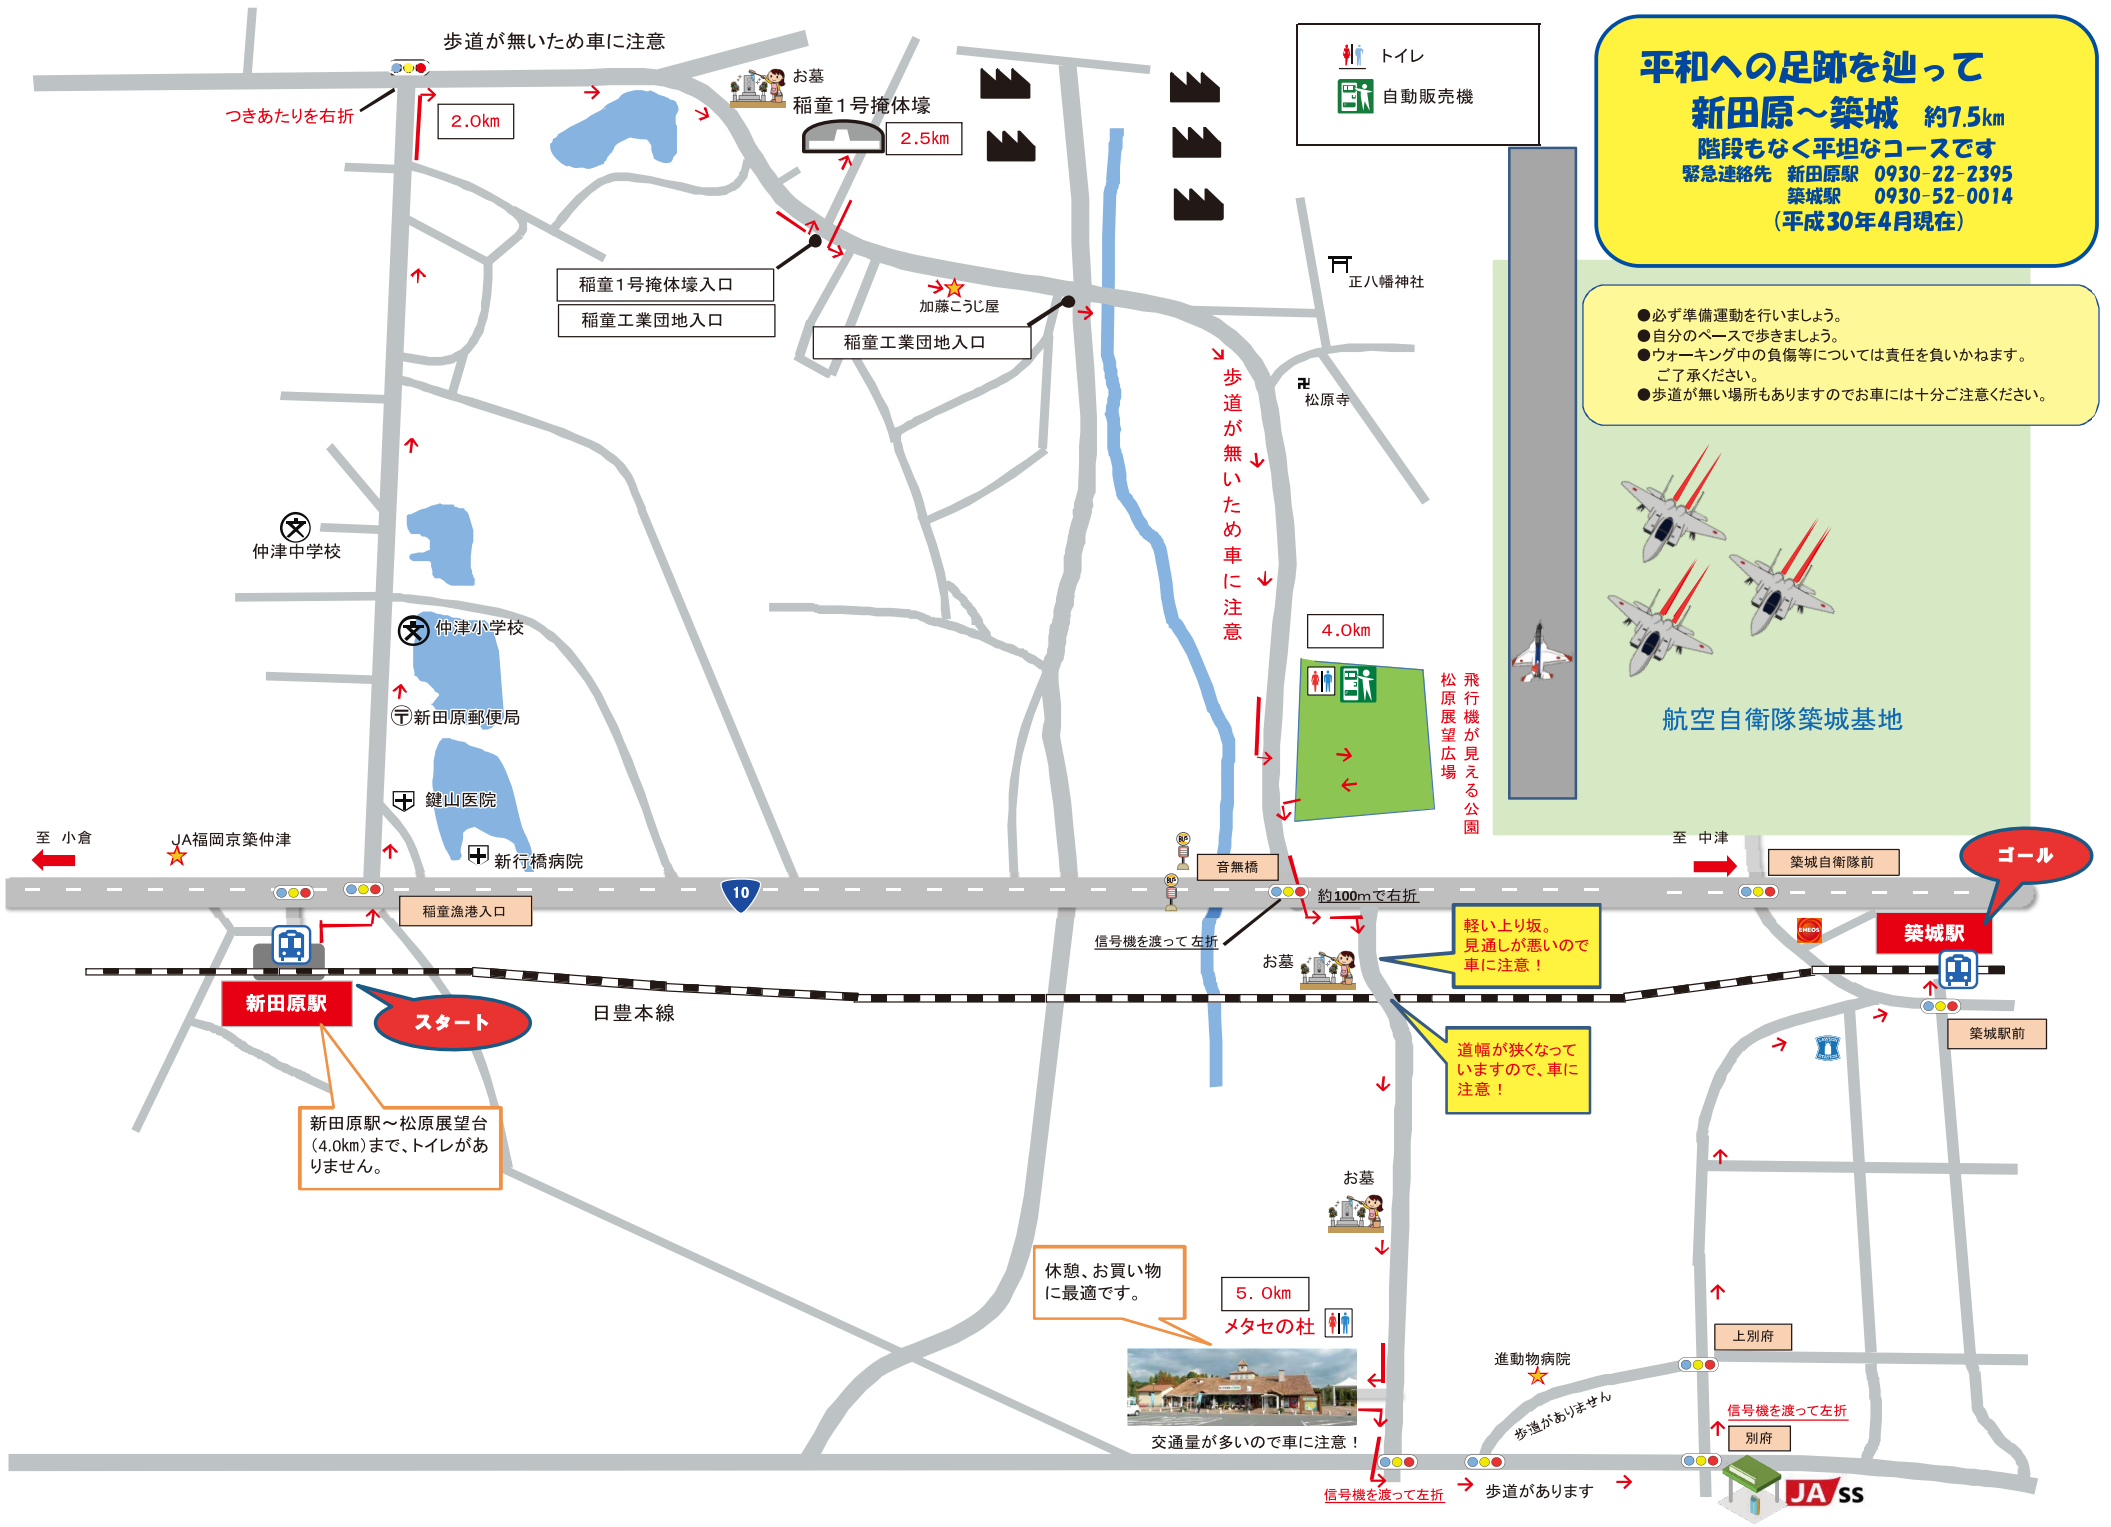 平和への足跡を辿って
新田原～築城 約7.5km
階段もなく平坦なコースです
緊急連絡先 新田原駅 0930-22-2395
築城駅 0930-52-0014
(平成30年4月現在)
トイレ
自動販売機
●必ず準備運動を行いましょう。
●自分のペースで歩きましょう。
●ウォーキング中の負傷等については責任を負いかねます。
ご了承ください。
●歩道が無い場所もありますのでお車には十分ご注意ください。
歩道が無いため車に注意
つきあたりを右折
2.0km
お墓
稲童1号掩体壕
2.5km
稲童1号掩体壕入口
稲童工業団地入口
加藤こうじ屋
稲童工業団地入口
正八幡神社
松原寺
歩道が無いため車に注意
仲津中学校
仲津小学校
新田原郵便局
鍵山医院
新行橋病院
4.0km
飛行機が見える公園
松原展望広場
航空自衛隊築城基地
至 小倉
JA福岡京築仲津
10
BUS
BUS
音無橋
約100mで右折
至 中津
築城自衛隊前
ゴール
稲童漁港入口
信号機を渡って左折
軽い上り坂。
見通しが悪いので
車に注意！
ENEOS
築城駅
お墓
新田原駅
スタート
日豊本線
道幅が狭くなって
いますので、車に
注意！
LAWSON
STATION
築城駅前
新田原駅～松原展望台
(4.0km)まで、トイレがあ
りません。
お墓
休憩、お買い物
に最適です。
5.0km
メタセの杜
交通量が多いので車に注意！
進動物病院
歩道がありません
上別府
信号機を渡って左折
別府
信号機を渡って左折
歩道があります
JA SS